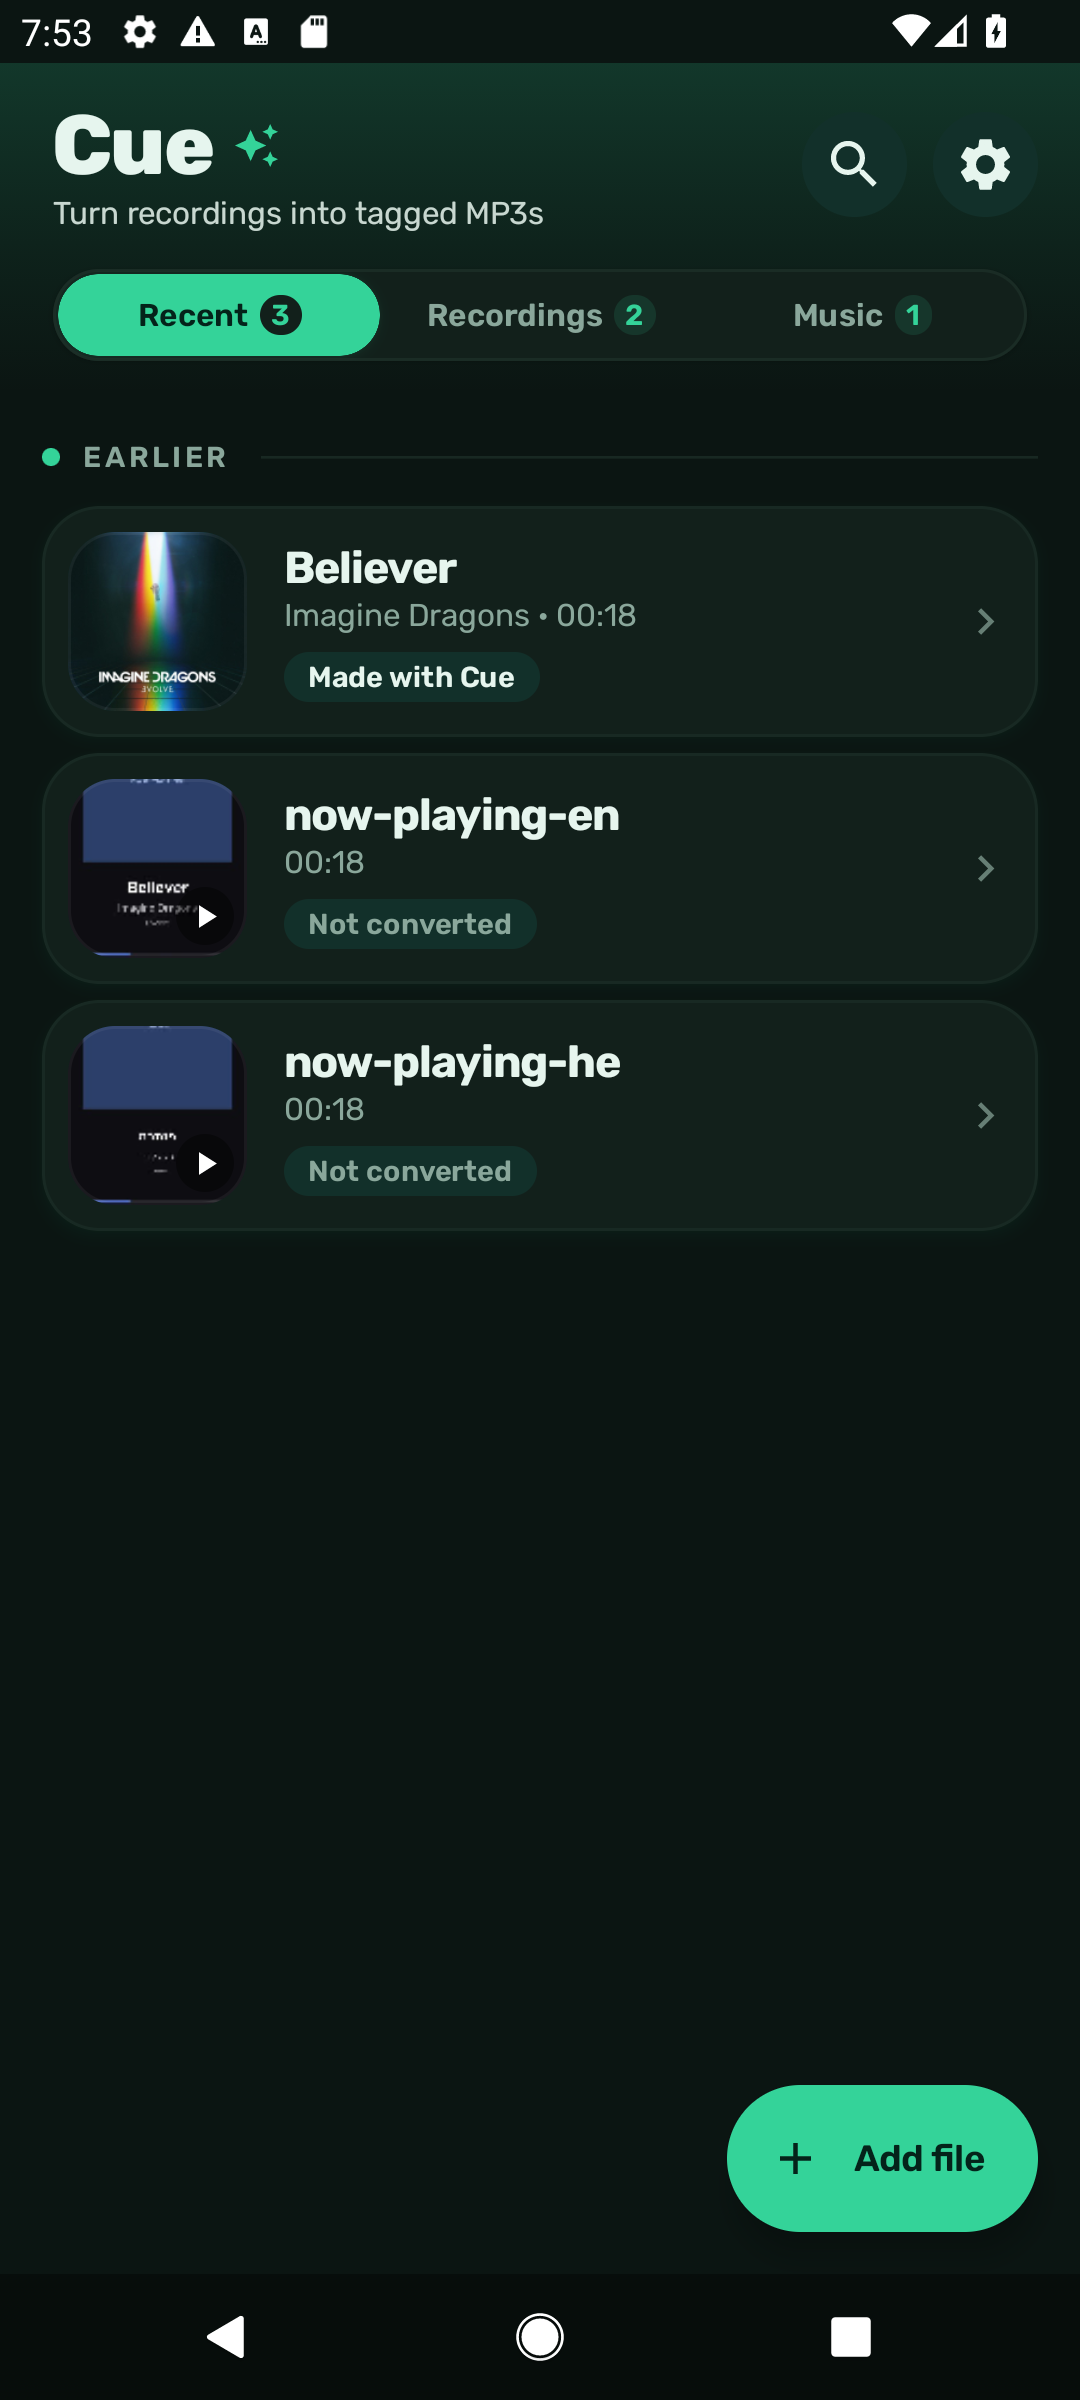 7:53
Cue
Turn recordings into tagged MP3s
Recent 3
Recordings 2
Music 1
EARLIER
IMAGINE DRAGONS
EVOLVE
Believer
Imagine Dragons • 00:18
Made with Cue
Believer
now-playing-en
00:18
Not converted
now-playing-he
00:18
Not converted
+ Add file